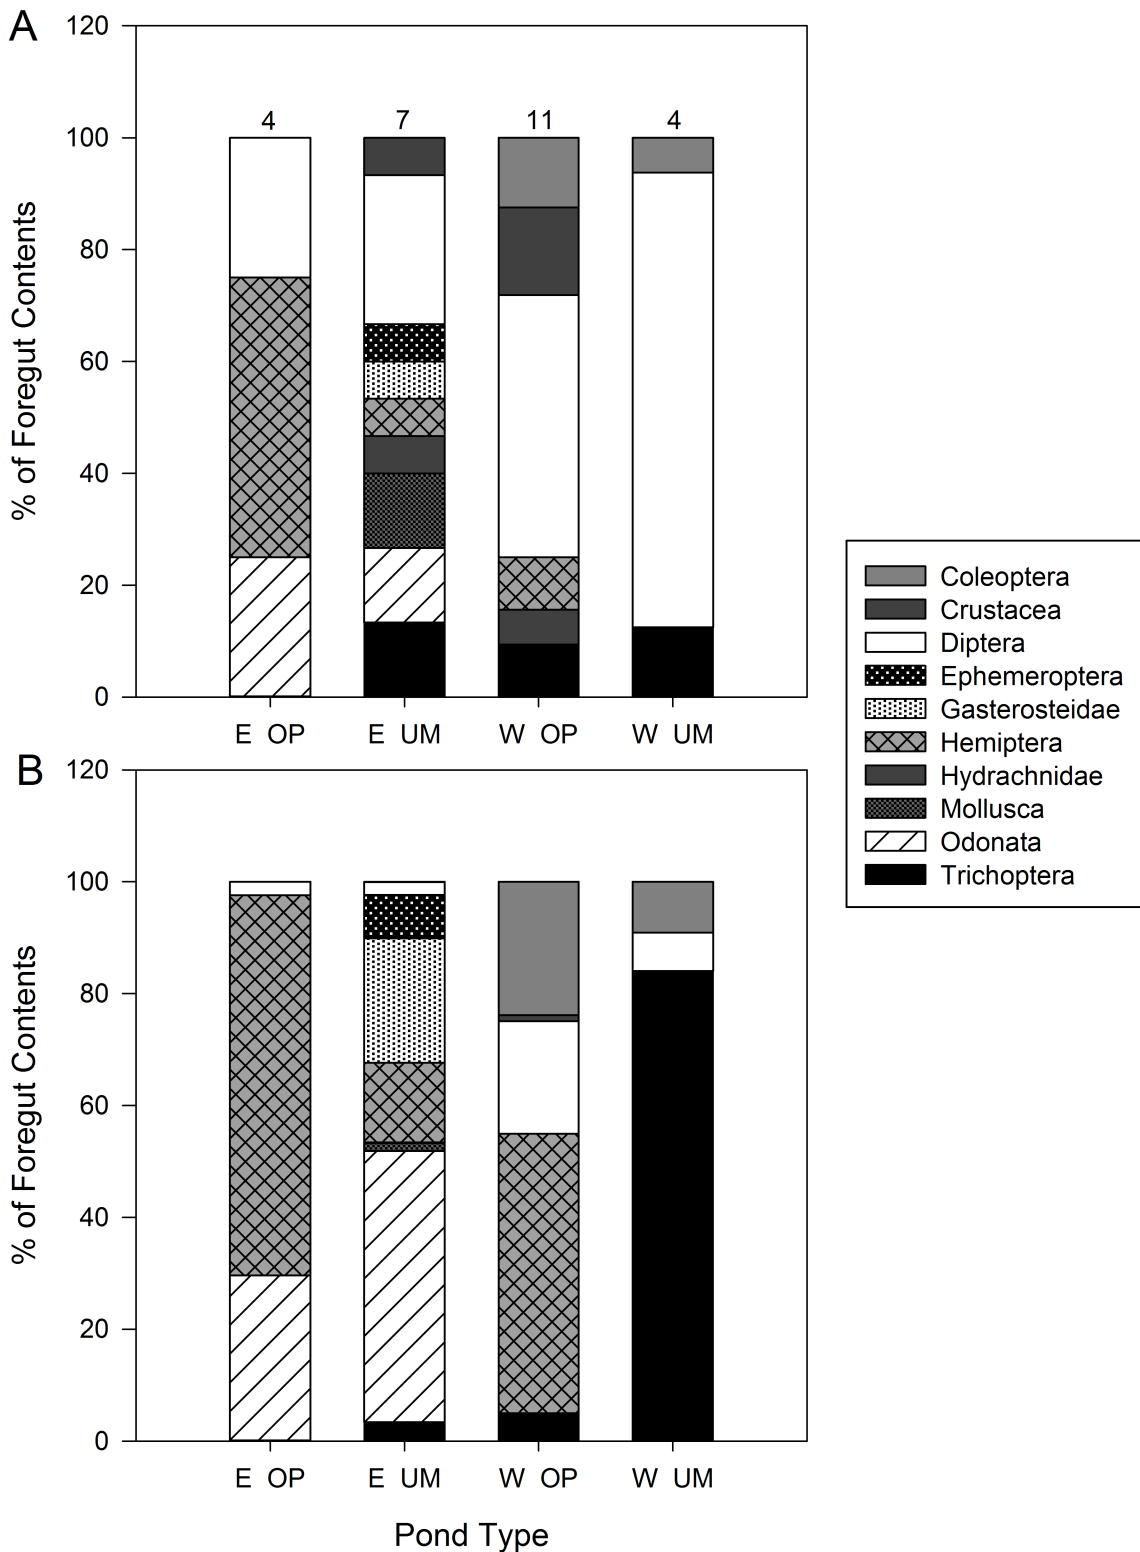 A
120
100
80
60
40
20
0
% of Foregut Contents
4 7 11 4
E OP E UM W OP W UM
Coleoptera
Crustacea
Diptera
Ephemeroptera
Gasterosteidae
Hemiptera
Hydrachnidae
Mollusca
Odonata
Trichoptera
B
120
100
80
60
40
20
0
% of Foregut Contents
E OP E UM W OP W UM
Pond Type